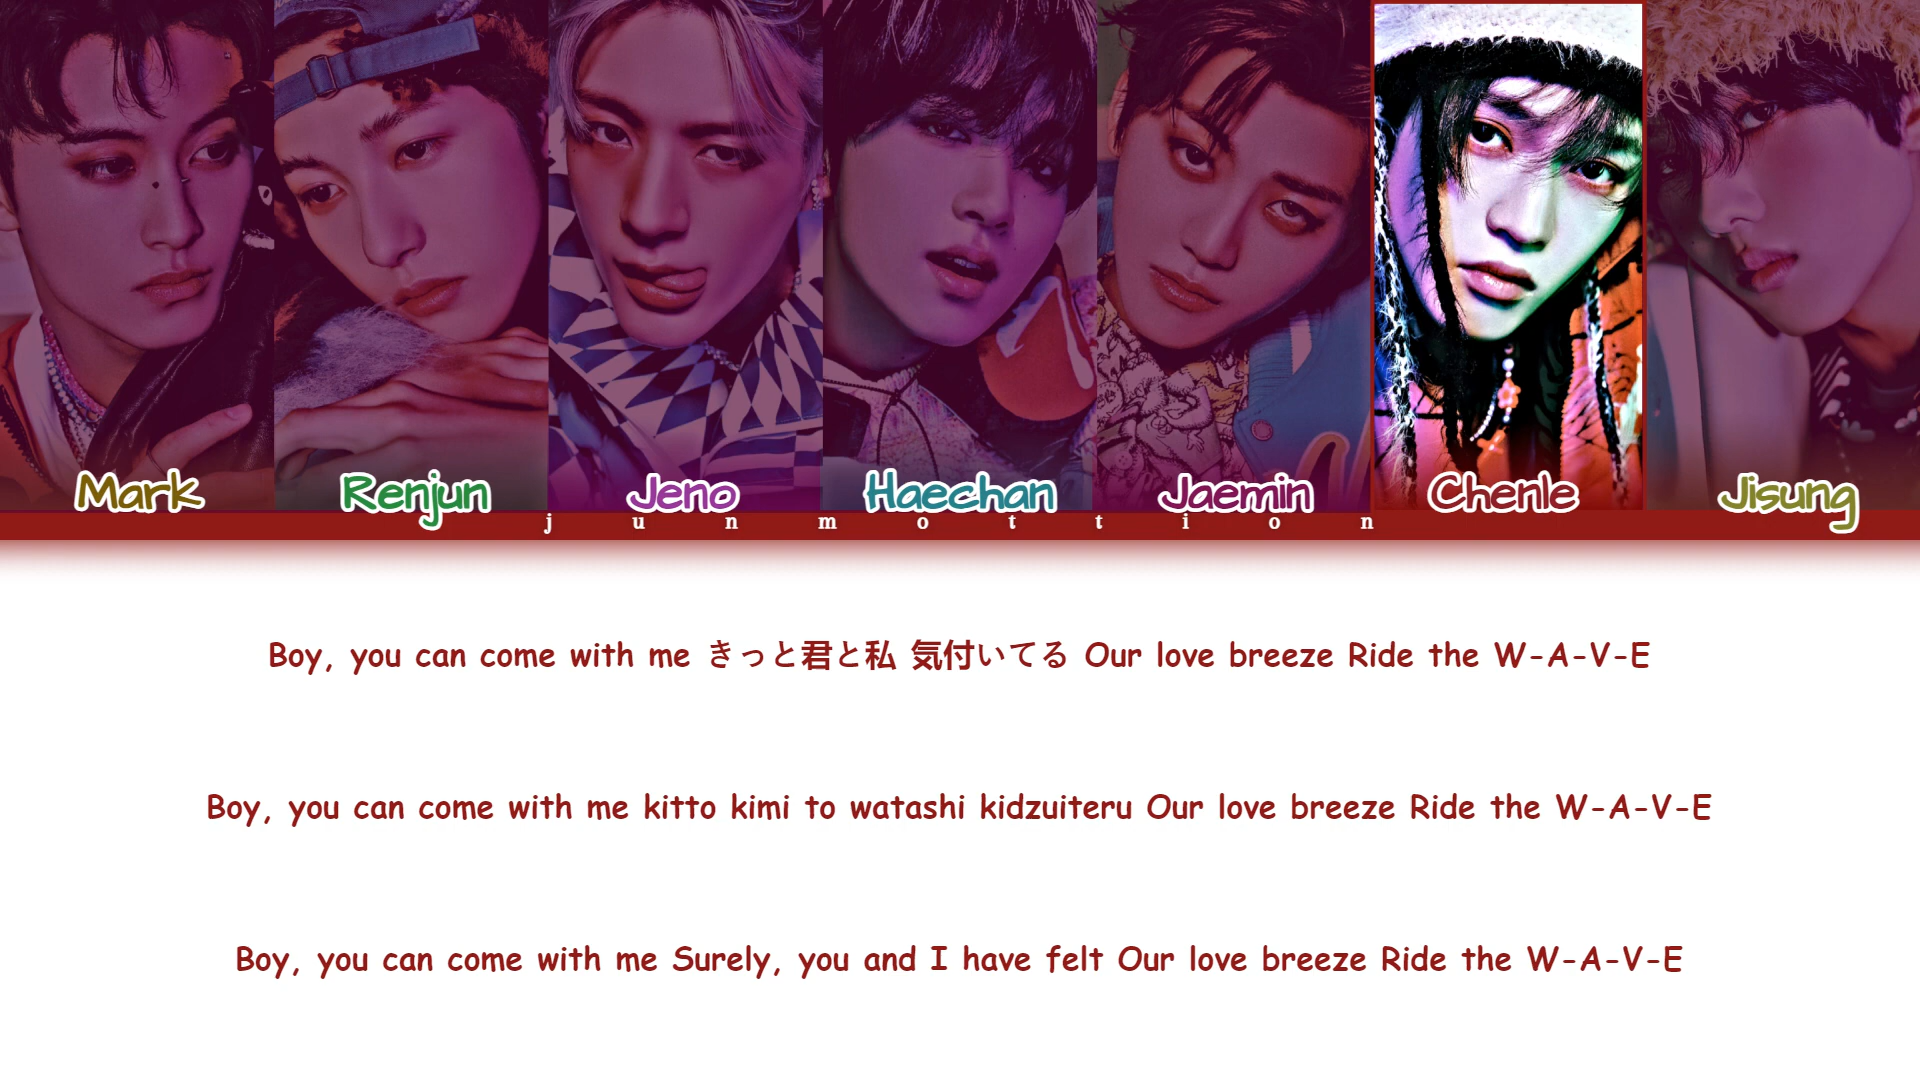 Mark Renjun Jeno Haechan Jaemin Chenle Jisung
j u n m o t t i o n
Boy, you can come with me きっと君と私 気付いてる Our love breeze Ride the W-A-V-E
Boy, you can come with me kitto kimi to watashi kidzuiteru Our love breeze Ride the W-A-V-E
Boy, you can come with me Surely, you and I have felt Our love breeze Ride the W-A-V-E